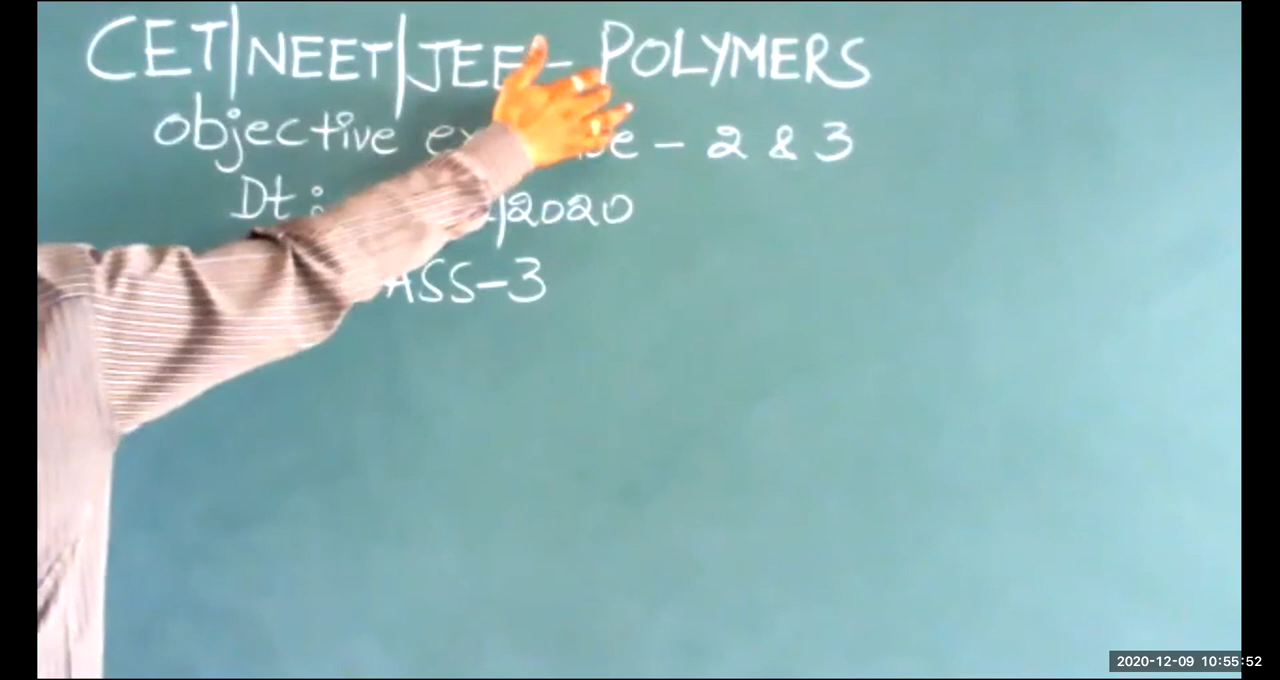 CET|NEET|JEE - POLYMERS
objective - 2 & 3
Dt: /2020
ASS-3
2020-12-09 10:55:52